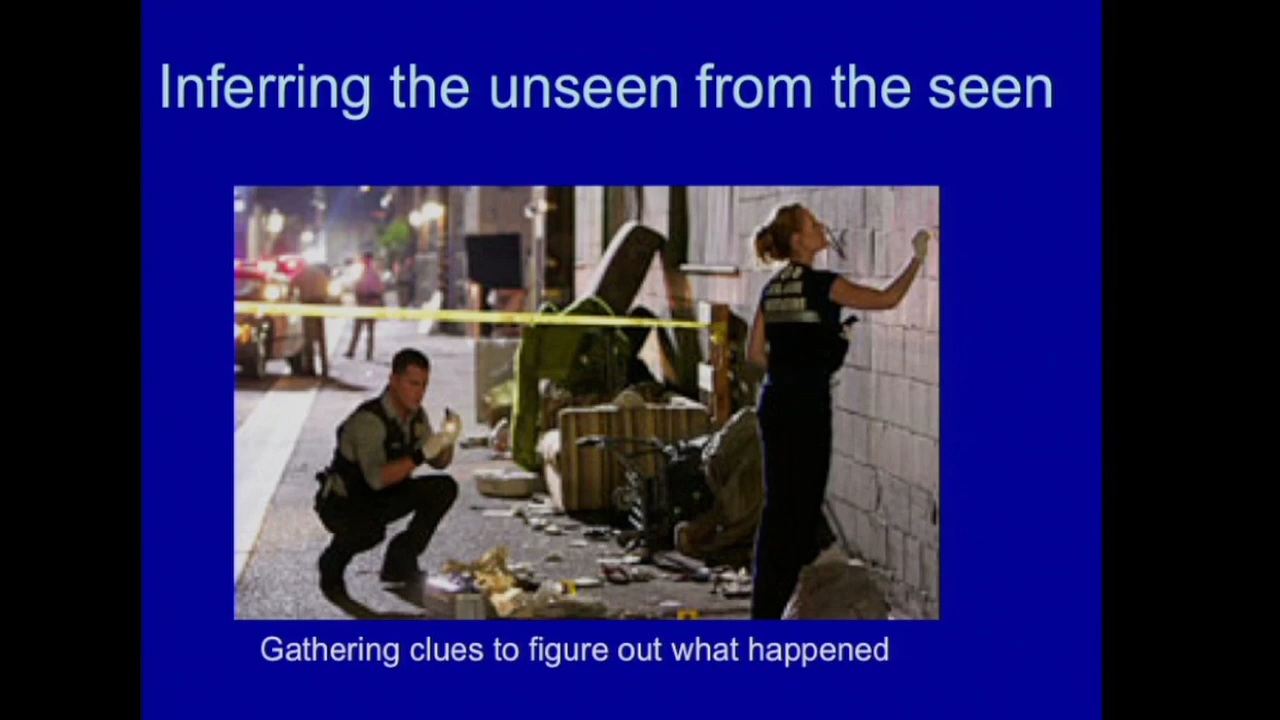 Inferring the unseen from the seen
Gathering clues to figure out what happened